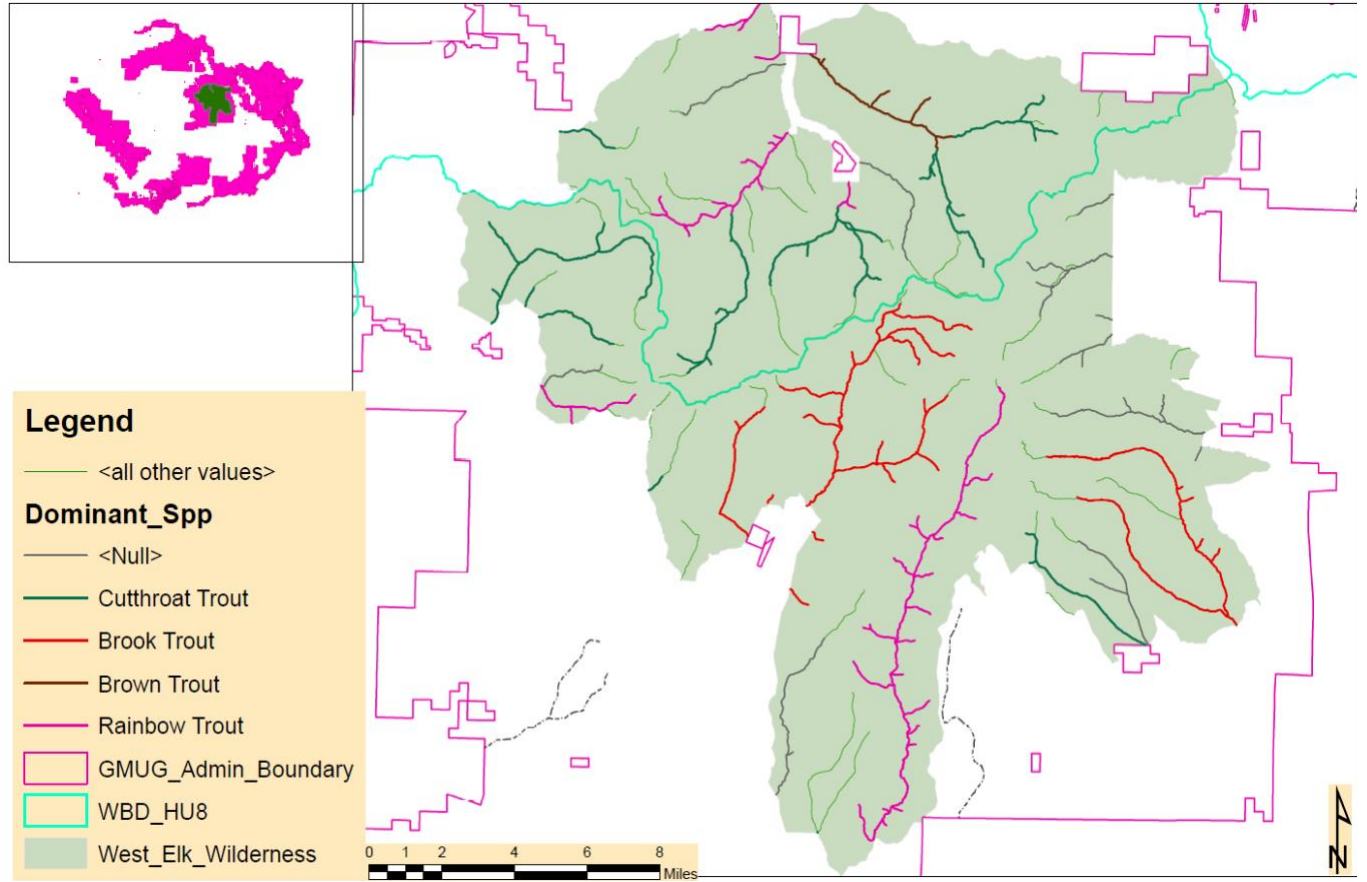 Legend
<all other values>
Dominant_Spp
<Null>
Cutthroat Trout
Brook Trout
Brown Trout
Rainbow Trout
GMUG_Admin_Boundary
WBD_HU8
West_Elk_Wilderness
0 1 2 4 6 8
Miles
N